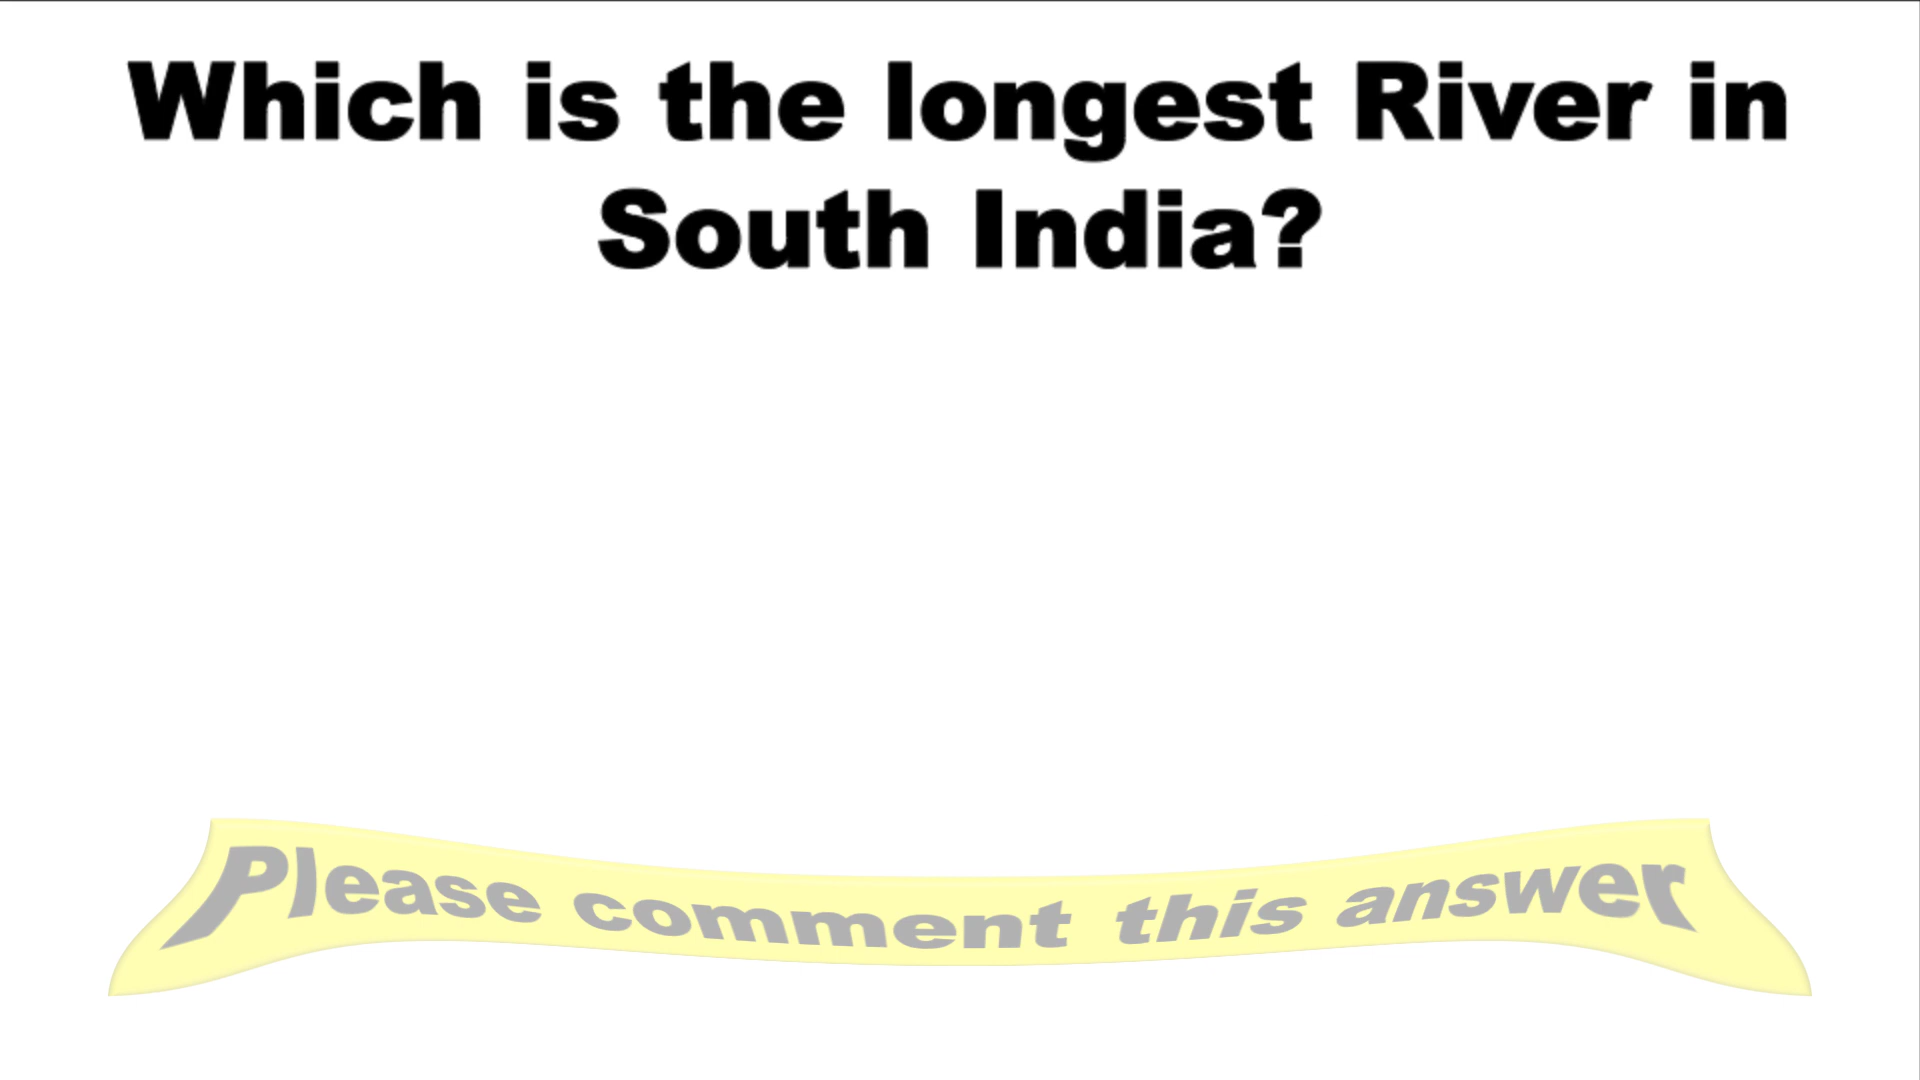 Which is the longest River in
South India?
Please comment this answer